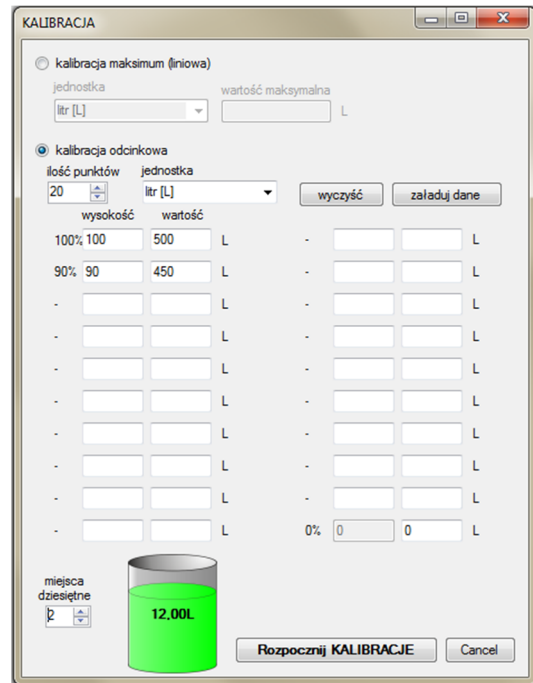 KALIBRACJA
kalibracja maksimum (liniowa)
jednostka wartość maksymalna
litr [L] L
kalibracja odcinkowa
ilość punktów jednostka
20 litr [L] wyczyść załaduj dane
wysokość wartość
100% 100 500 L - L
90% 90 450 L - L
- L - L
- L - L
- L - L
- L - L
- L - L
- L - L
- L - L
- L 0% 0 0 L
miejsca
dziesiętne
2 12,00L
Rozpocznij KALIBRACJE Cancel